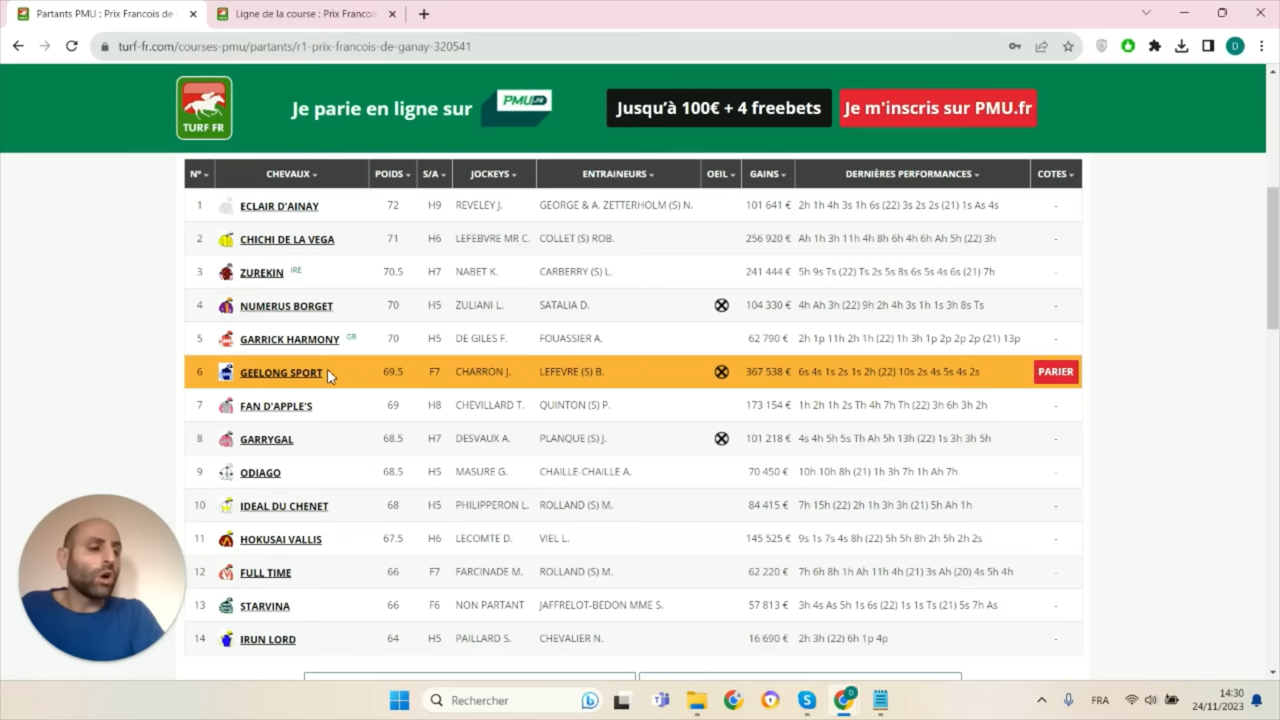 Partants PMU : Prix Francois de
Ligne de la course : Prix Francois
turf-fr.com/courses-pmu/partants/r1-prix-francois-de-ganay-320541
TURF FR
Je parie en ligne sur
PMU.FR
Jusqu'à 100€ + 4 freebets
Je m'inscris sur PMU.fr
N° CHEVAUX POIDS S/A JOCKEYS ENTRAINEURS OEIL GAINS DERNIÈRES PERFORMANCES COTES
1 ECLAIR D'AINAY 72 H9 REVELEY J. GEORGE & A. ZETTERHOLM (S) N. 101 641 € 2h 1h 4h 3s 1h 6s (22) 3s 2s 2s (21) 1s As 4s -
2 CHICHI DE LA VEGA 71 H6 LEFEBVRE MR C. COLLET (S) ROB. 256 920 € Ah 1h 3h 11h 4h 8h 6h 4h 6h Ah 5h (22) 3h -
3 ZUREKIN IRE 70.5 H7 NABET K. CARBERRY (S) L. 241 444 € 5h 9s Ts (22) Ts 2s 5s 8s 6s 5s 4s 6s (21) 7h -
4 NUMERUS BORGET 70 H5 ZULIANI L. SATALIA D. 104 330 € 4h Ah 3h (22) 9h 2h 4h 3s 1h 1s 3h 8s Ts -
5 GARRICK HARMONY GB 70 H5 DE GILES F. FOUASSIER A. 62 790 € 2h 1p 11h 2h 1h (22) 1h 3h 1p 2p 2p 2p (21) 13p -
6 GEELONG SPORT 69.5 F7 CHARRON J. LEFEVRE (S) B. 367 538 € 6s 4s 1s 2s 1s 2h (22) 10s 2s 4s 5s 4s 2s PARIER
7 FAN D'APPLE'S 69 H8 CHEVILLARD T. QUINTON (S) P. 173 154 € 1h 2h 1h 2s Th 4h 7h Th (22) 3h 6h 3h 2h -
8 GARRYGAL 68.5 H7 DESVAUX A. PLANQUE (S) J. 101 218 € 4s 4h 5h 5s Th Ah 5h 13h (22) 1s 3h 3h 5h -
9 ODIAGO 68.5 H5 MASURE G. CHAILLE-CHAILLE A. 70 450 € 10h 10h 8h (21) 1h 3h 7h 1h Ah 7h -
10 IDEAL DU CHENET 68 H5 PHILIPPERON L. ROLLAND (S) M. 84 415 € 7h 15h (22) 2h 1h 3h 3h (21) 5h Ah 1h -
11 HOKUSAI VALLIS 67.5 H6 LECOMTE D. VIEL L. 145 525 € 9s 1s 7s 4s 8h (22) 5h 5h 8h 2h 5h 2h 2s -
12 FULL TIME 66 F7 FARCINADE M. ROLLAND (S) M. 62 220 € 7h 6h 8h 1h Ah 11h 4h (21) 3s Ah (20) 4s 5h 4h -
13 STARVINA 66 F6 NON PARTANT JAFFRELOT-BEDON MME S. 57 813 € 3h 4s As 5h 1s 6s (22) 1s 1s Ts (21) 5s 7h As -
14 IRUN LORD 64 H5 PAILLARD S. CHEVALIER N. 16 690 € 2h 3h (22) 6h 1p 4p -
Rechercher
FRA
14:30
24/11/2023